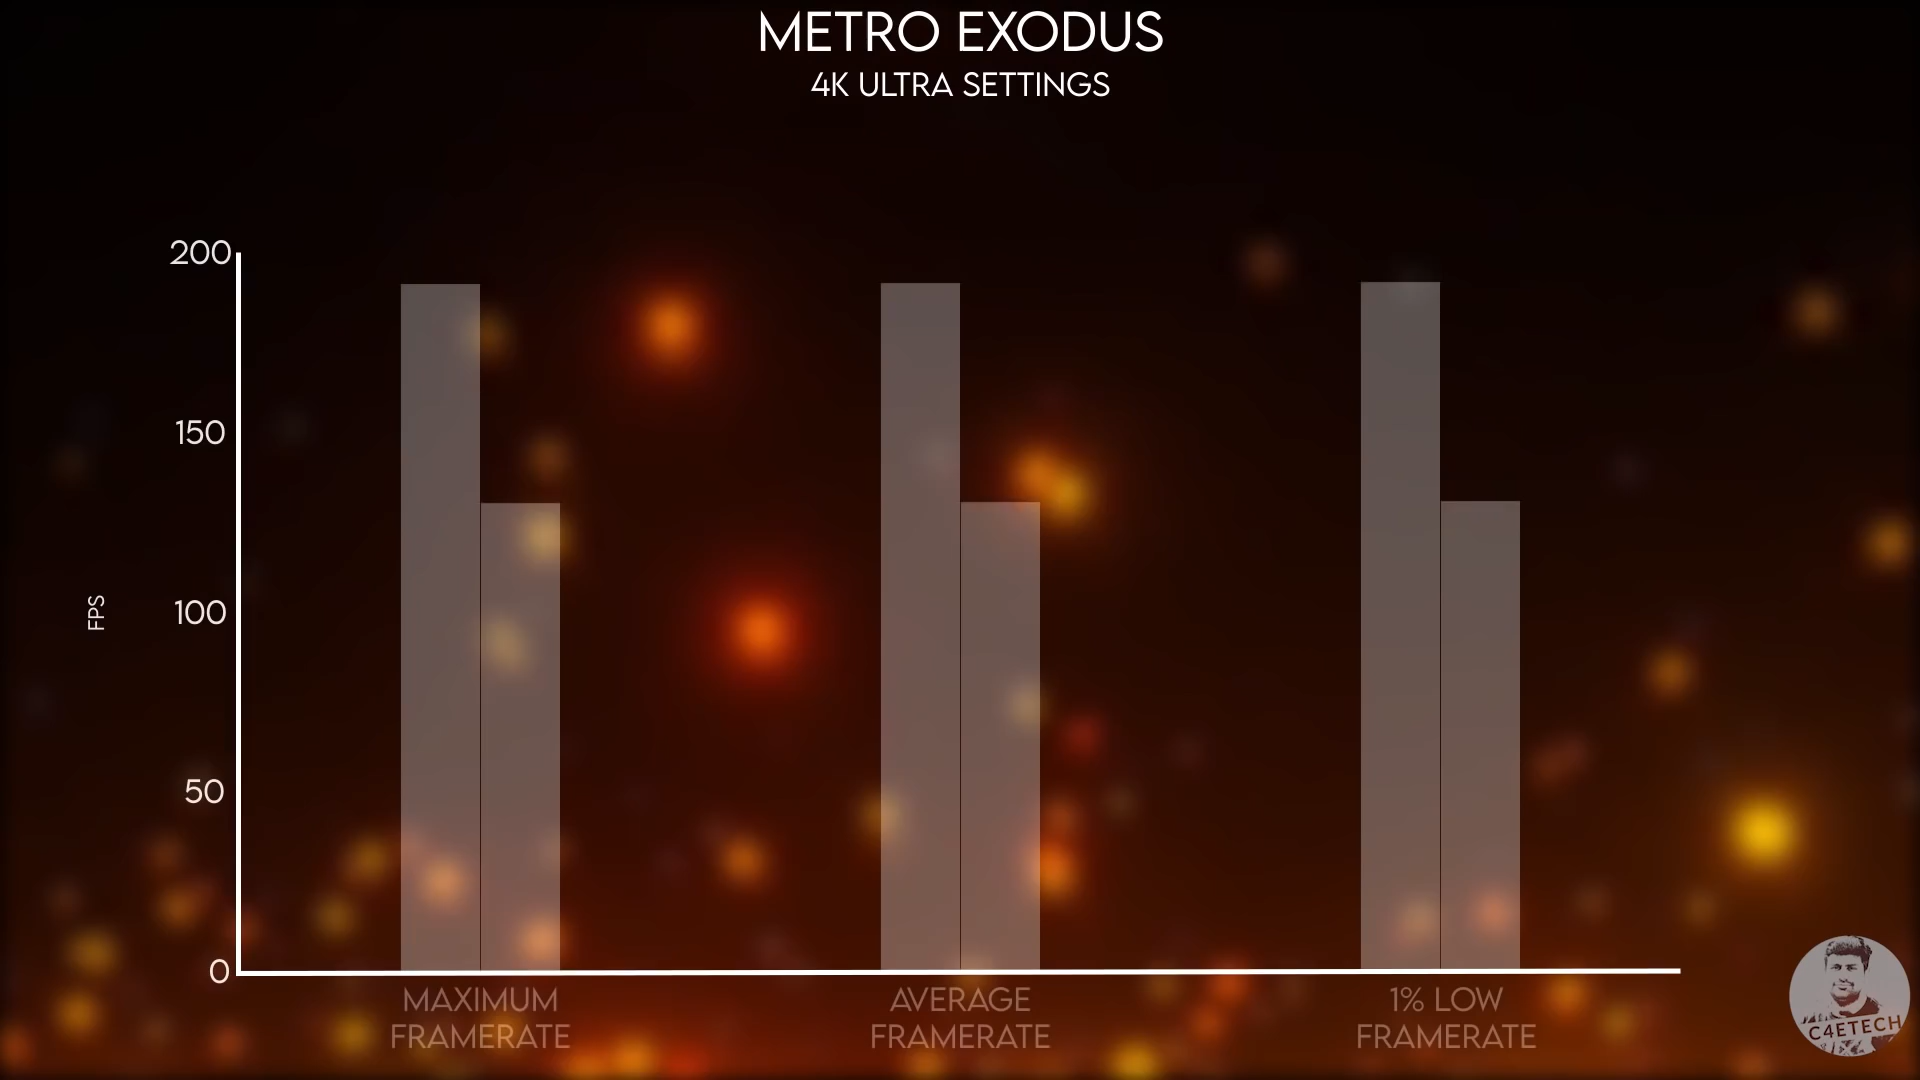 METRO EXODUS
4K ULTRA SETTINGS
200
150
100
50
0
FPS
MAXIMUM
FRAMERATE
AVERAGE
FRAMERATE
1% LOW
FRAMERATE
C4ETECH